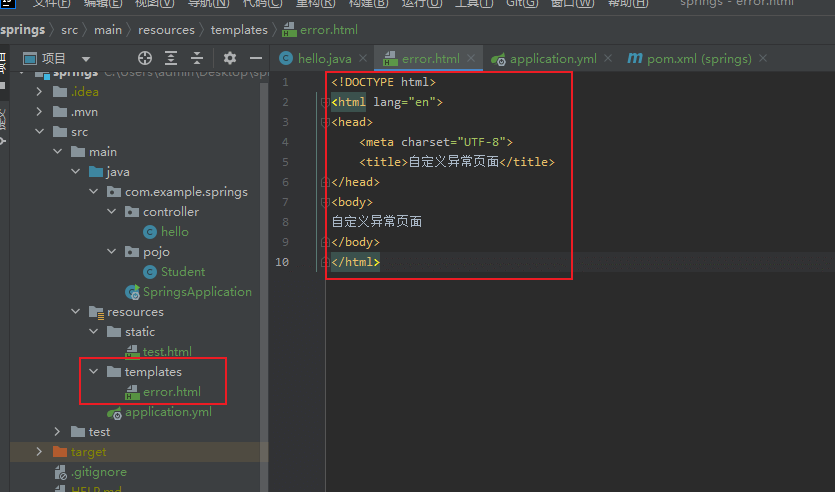 文件(F) 编辑(E) 视图(V) 导航(N) 代码(C) 重构(R) 构建(B) 运行(U) 工具(T) Git(G) 窗口(W) 帮助(H) springs - error.html
springs > src > main > resources > templates > error.html
项目
hello.java × error.html × application.yml × pom.xml (springs) ×
springs C:\Users\admin\Desktop\sp
.idea
.mvn
src
main
java
com.example.springs
controller
hello
pojo
Student
SpringsApplication
resources
static
test.html
templates
error.html
application.yml
test
target
.gitignore
HELP.md
1 <!DOCTYPE html>
2 <html lang="en">
3 <head>
4 <meta charset="UTF-8">
5 <title>自定义异常页面</title>
6 </head>
7 <body>
8 自定义异常页面
9 </body>
10 </html>